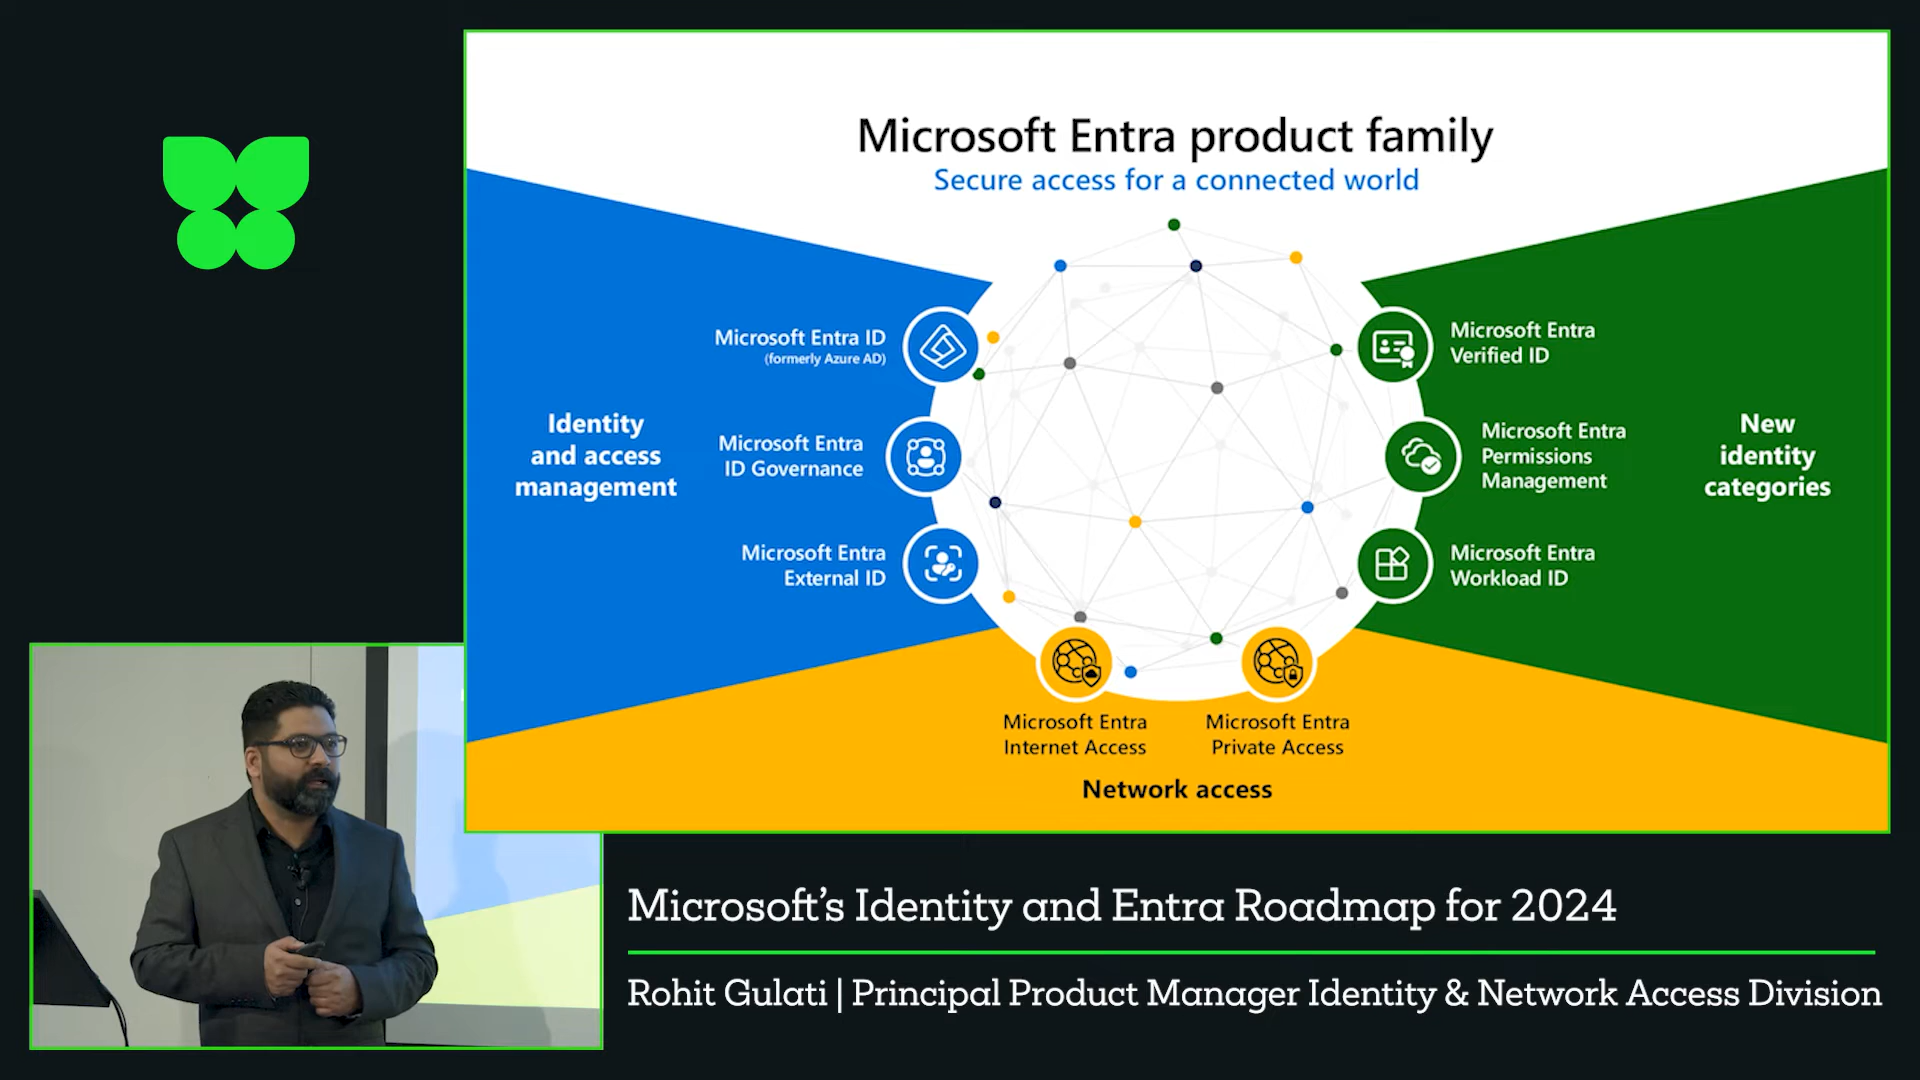 Microsoft Entra product family
Secure access for a connected world
Identity
and access
management
Microsoft Entra ID
(formerly Azure AD)
Microsoft Entra
ID Governance
Microsoft Entra
External ID
Microsoft Entra
Verified ID
Microsoft Entra
Permissions
Management
Microsoft Entra
Workload ID
New
identity
categories
Microsoft Entra
Internet Access
Microsoft Entra
Private Access
Network access
Microsoft’s Identity and Entra Roadmap for 2024
Rohit Gulati | Principal Product Manager Identity & Network Access Division